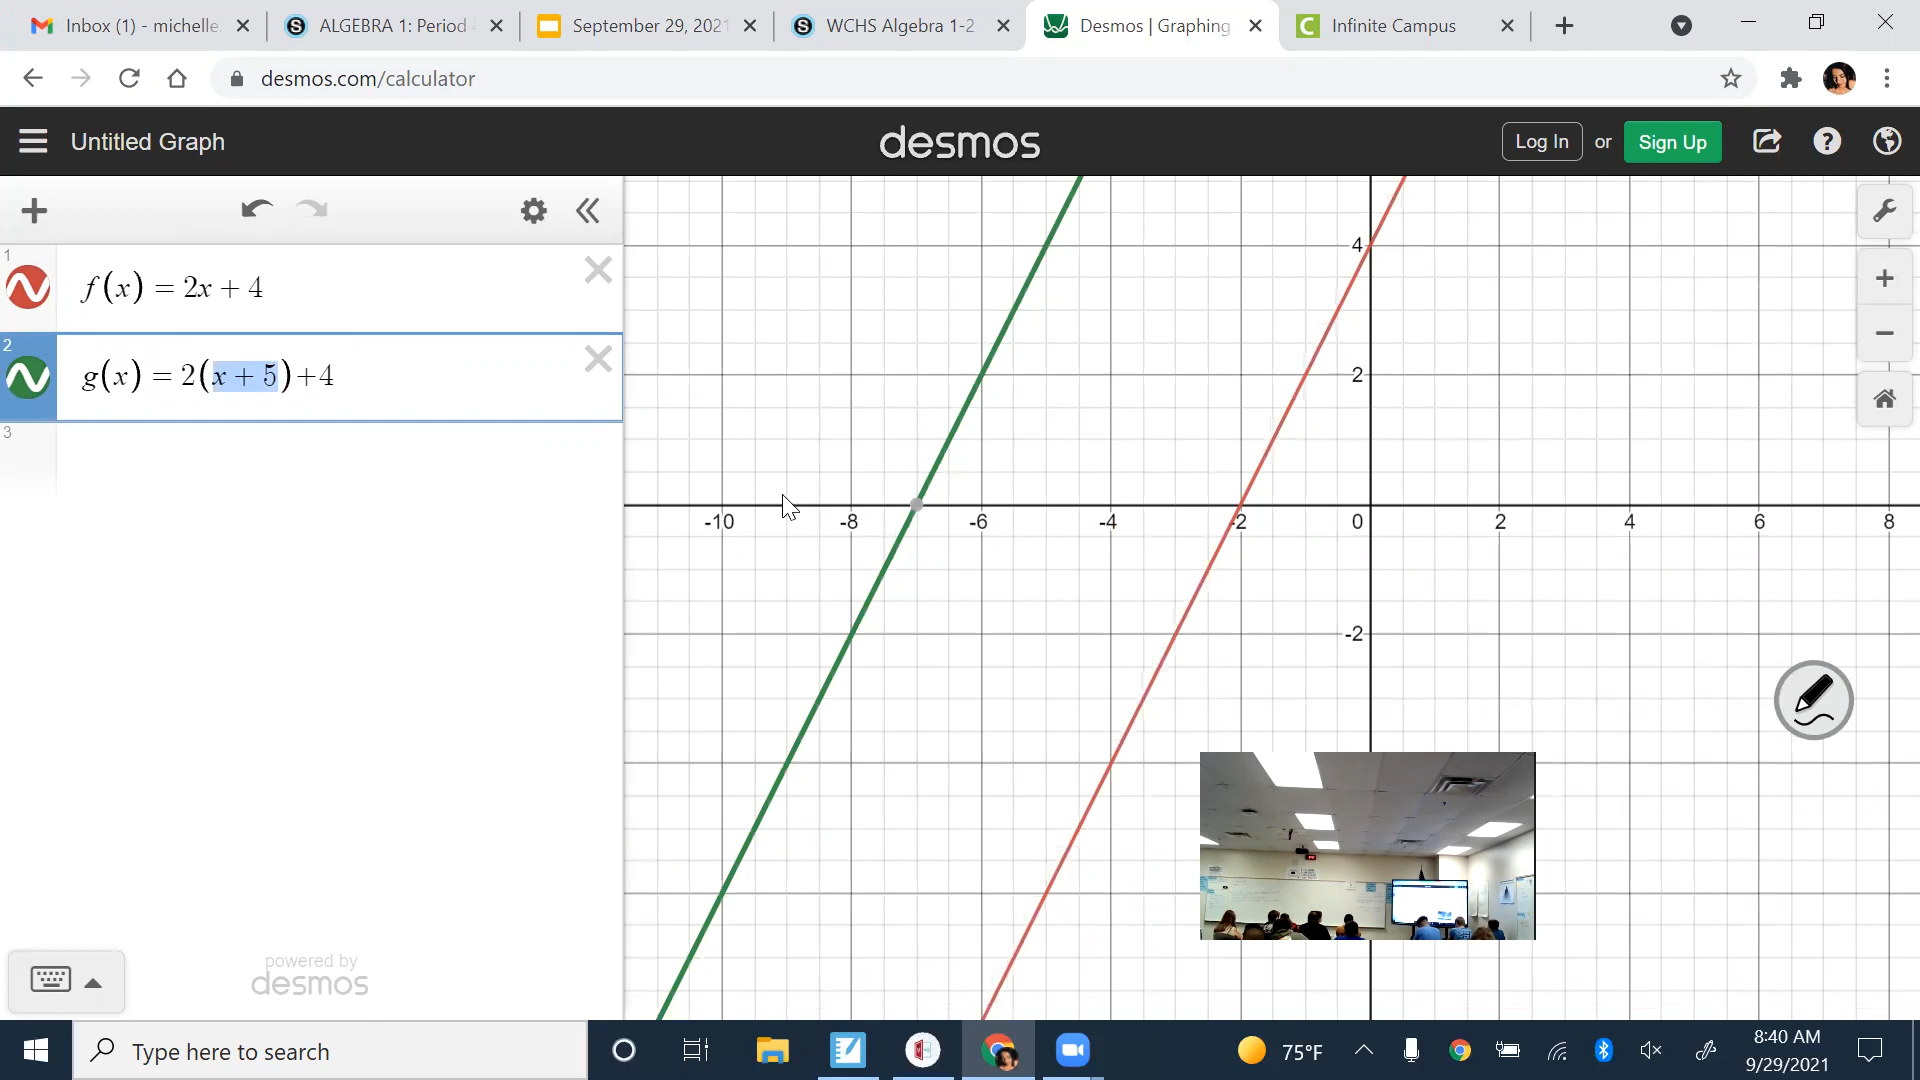 Inbox (1) - michelle. ALGEBRA 1: Period September 29, 2021 WCHS Algebra 1-2 Desmos | Graphing Infinite Campus
desmos.com/calculator
Untitled Graph desmos Log In or Sign Up
1
f(x) = 2x + 4
2
g(x) = 2(x + 5)+4
3
4
2
-10 -8 -6 -4 -2 0 2 4 6 8
-2
powered by
desmos
Type here to search 75°F 8:40 AM
9/29/2021